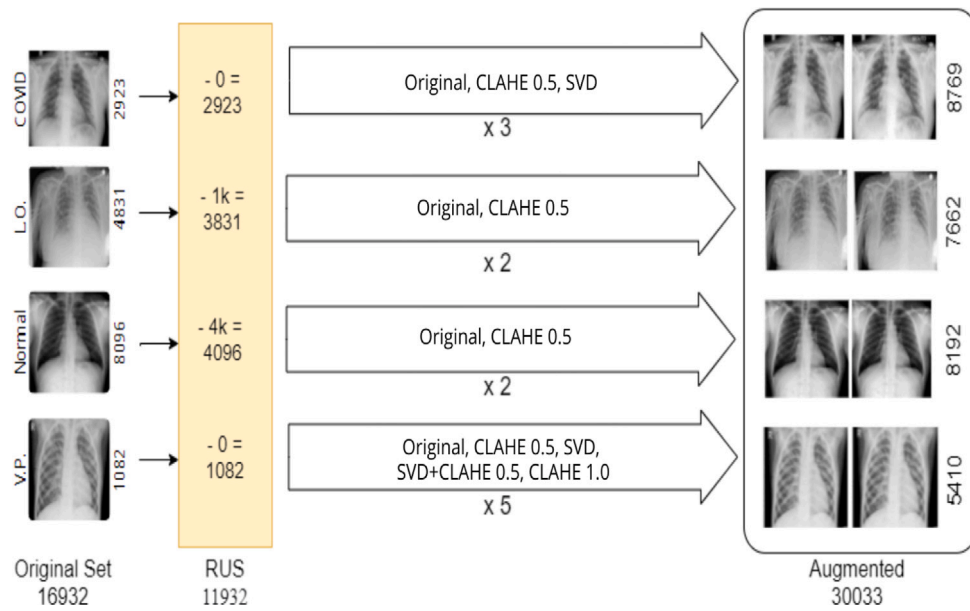 COVID
2923
- 0 =
2923
Original, CLAHE 0.5, SVD
x 3
8769
L.O.
4831
- 1k =
3831
Original, CLAHE 0.5
x 2
7662
Normal
8096
- 4k =
4096
Original, CLAHE 0.5
x 2
8192
V.P.
1082
- 0 =
1082
Original, CLAHE 0.5, SVD,
SVD+CLAHE 0.5, CLAHE 1.0
x 5
5410
Original Set
16932
RUS
11932
Augmented
30033